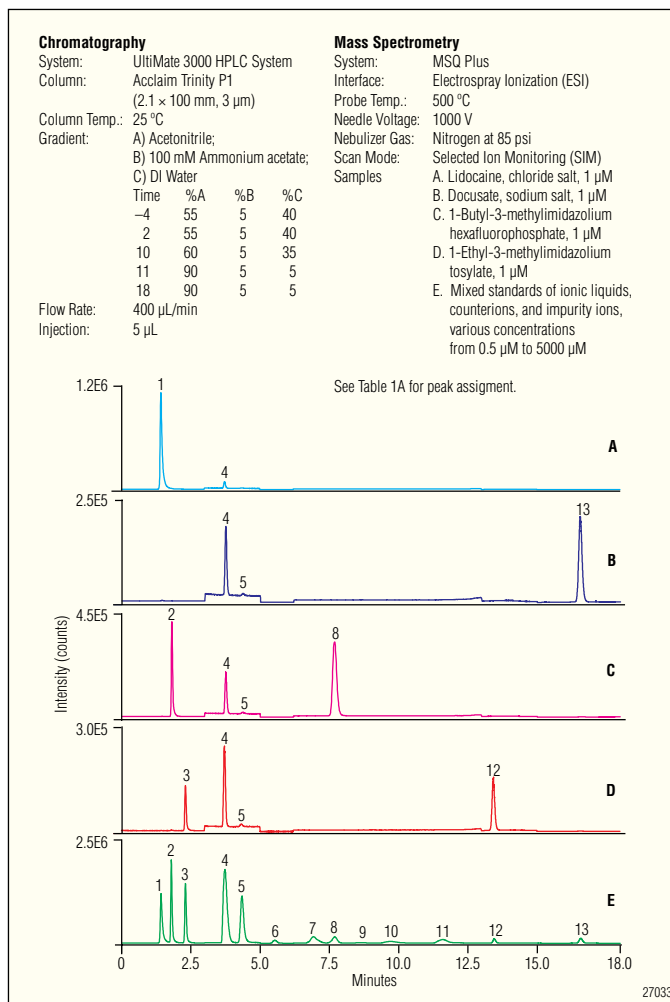 Chromatography
System: UltiMate 3000 HPLC System
Column: Acclaim Trinity P1
(2.1 × 100 mm, 3 µm)
Column Temp.: 25 ºC
Gradient: A) Acetonitrile;
B) 100 mM Ammonium acetate;
C) DI Water
Time %A %B %C
–4 55 5 40
2 55 5 40
10 60 5 35
11 90 5 5
18 90 5 5
Flow Rate: 400 µL/min
Injection: 5 µL
Mass Spectrometry
System: MSQ Plus
Interface: Electrospray Ionization (ESI)
Probe Temp.: 500 ºC
Needle Voltage: 1000 V
Nebulizer Gas: Nitrogen at 85 psi
Scan Mode: Selected Ion Monitoring (SIM)
Samples A. Lidocaine, chloride salt, 1 µM
B. Docusate, sodium salt, 1 µM
C. 1-Butyl-3-methylimidazolium
hexafluorophosphate, 1 µM
D. 1-Ethyl-3-methylimidazolium
tosylate, 1 µM
E. Mixed standards of ionic liquids,
counterions, and impurity ions,
various concentrations
from 0.5 µM to 5000 µM
See Table 1A for peak assigment.
1.2E6
1
4
A
2.5E5
4
5
13
B
4.5E5
2
4
5
8
C
3.0E5
3
4
5
12
D
2.5E6
1
2
3
4
5
6
7
8
9
10
11
12
13
E
Intensity (counts)
0 2.5 5.0 7.5 10.0 12.5 15.0 18.0
Minutes
27033